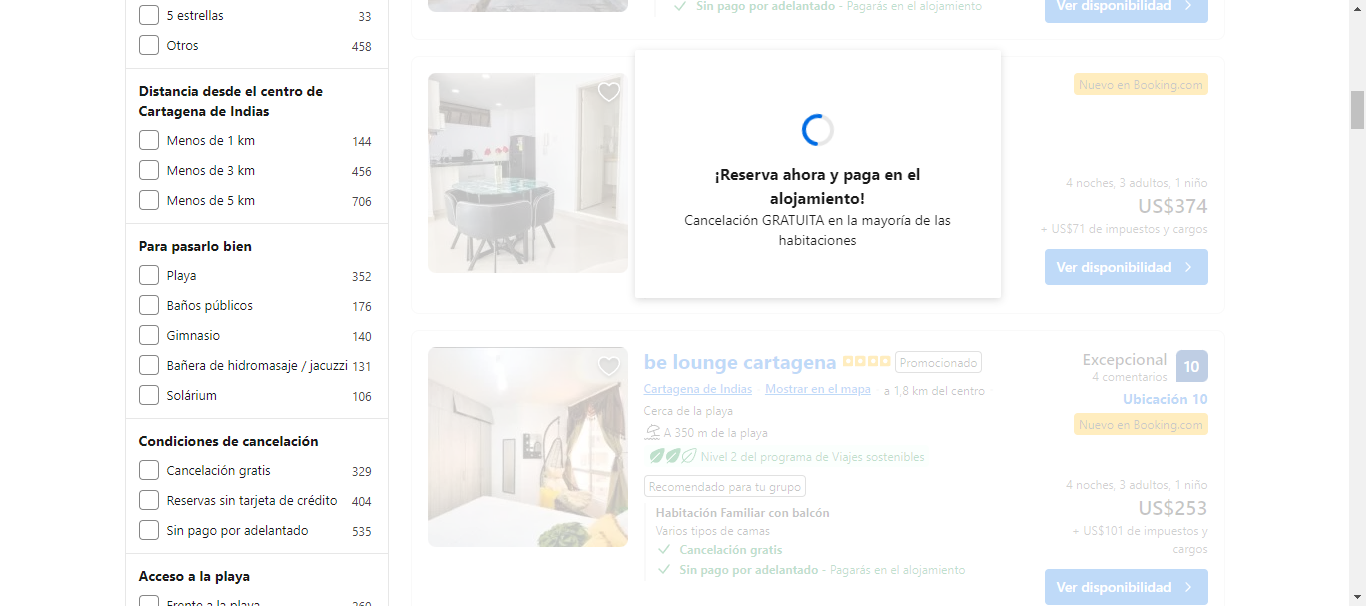 5 estrellas 33
Otros 458
Distancia desde el centro de
Cartagena de Indias
Menos de 1 km 144
Menos de 3 km 456
Menos de 5 km 706
Para pasarlo bien
Playa 352
Baños públicos 176
Gimnasio 140
Bañera de hidromasaje / jacuzzi 131
Solárium 106
Condiciones de cancelación
Cancelación gratis 329
Reservas sin tarjeta de crédito 404
Sin pago por adelantado 535
Acceso a la playa
Frente a la playa 260
Sin pago por adelantado - Pagarás en el alojamiento
Ver disponibilidad
¡Reserva ahora y paga en el
alojamiento!
Cancelación GRATUITA en la mayoría de las
habitaciones
Nuevo en Booking.com
4 noches, 3 adultos, 1 niño
US$374
+ US$71 de impuestos y cargos
Ver disponibilidad
be lounge cartagena Promocionado
Cartagena de Indias Mostrar en el mapa a 1,8 km del centro
Cerca de la playa
A 350 m de la playa
Nivel 2 del programa de Viajes sostenibles
Recomendado para tu grupo
Habitación Familiar con balcón
Varios tipos de camas
Cancelación gratis
Sin pago por adelantado - Pagarás en el alojamiento
Excepcional 10
4 comentarios
Ubicación 10
Nuevo en Booking.com
4 noches, 3 adultos, 1 niño
US$253
+ US$101 de impuestos y
cargos
Ver disponibilidad